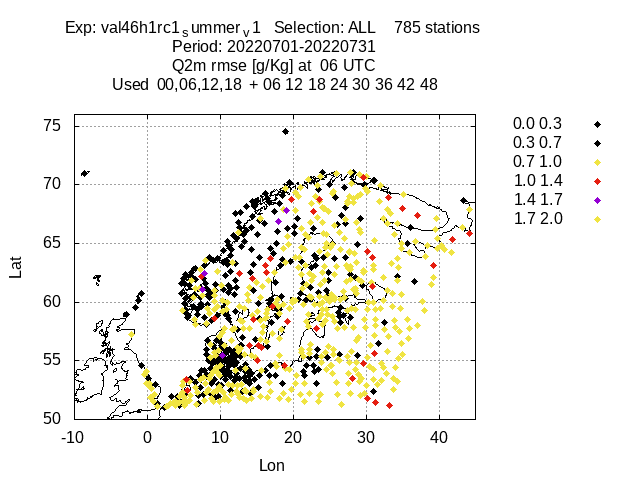 Exp: val46h1rc1summerv1 Selection: ALL 785 stations
Period: 20220701-20220731
Q2m rmse [g/Kg] at 06 UTC
Used 00,06,12,18 + 06 12 18 24 30 36 42 48
75
70
65
60
55
50
Lat
-10 0 10 20 30 40
Lon
0.0 0.3
0.3 0.7
0.7 1.0
1.0 1.4
1.4 1.7
1.7 2.0